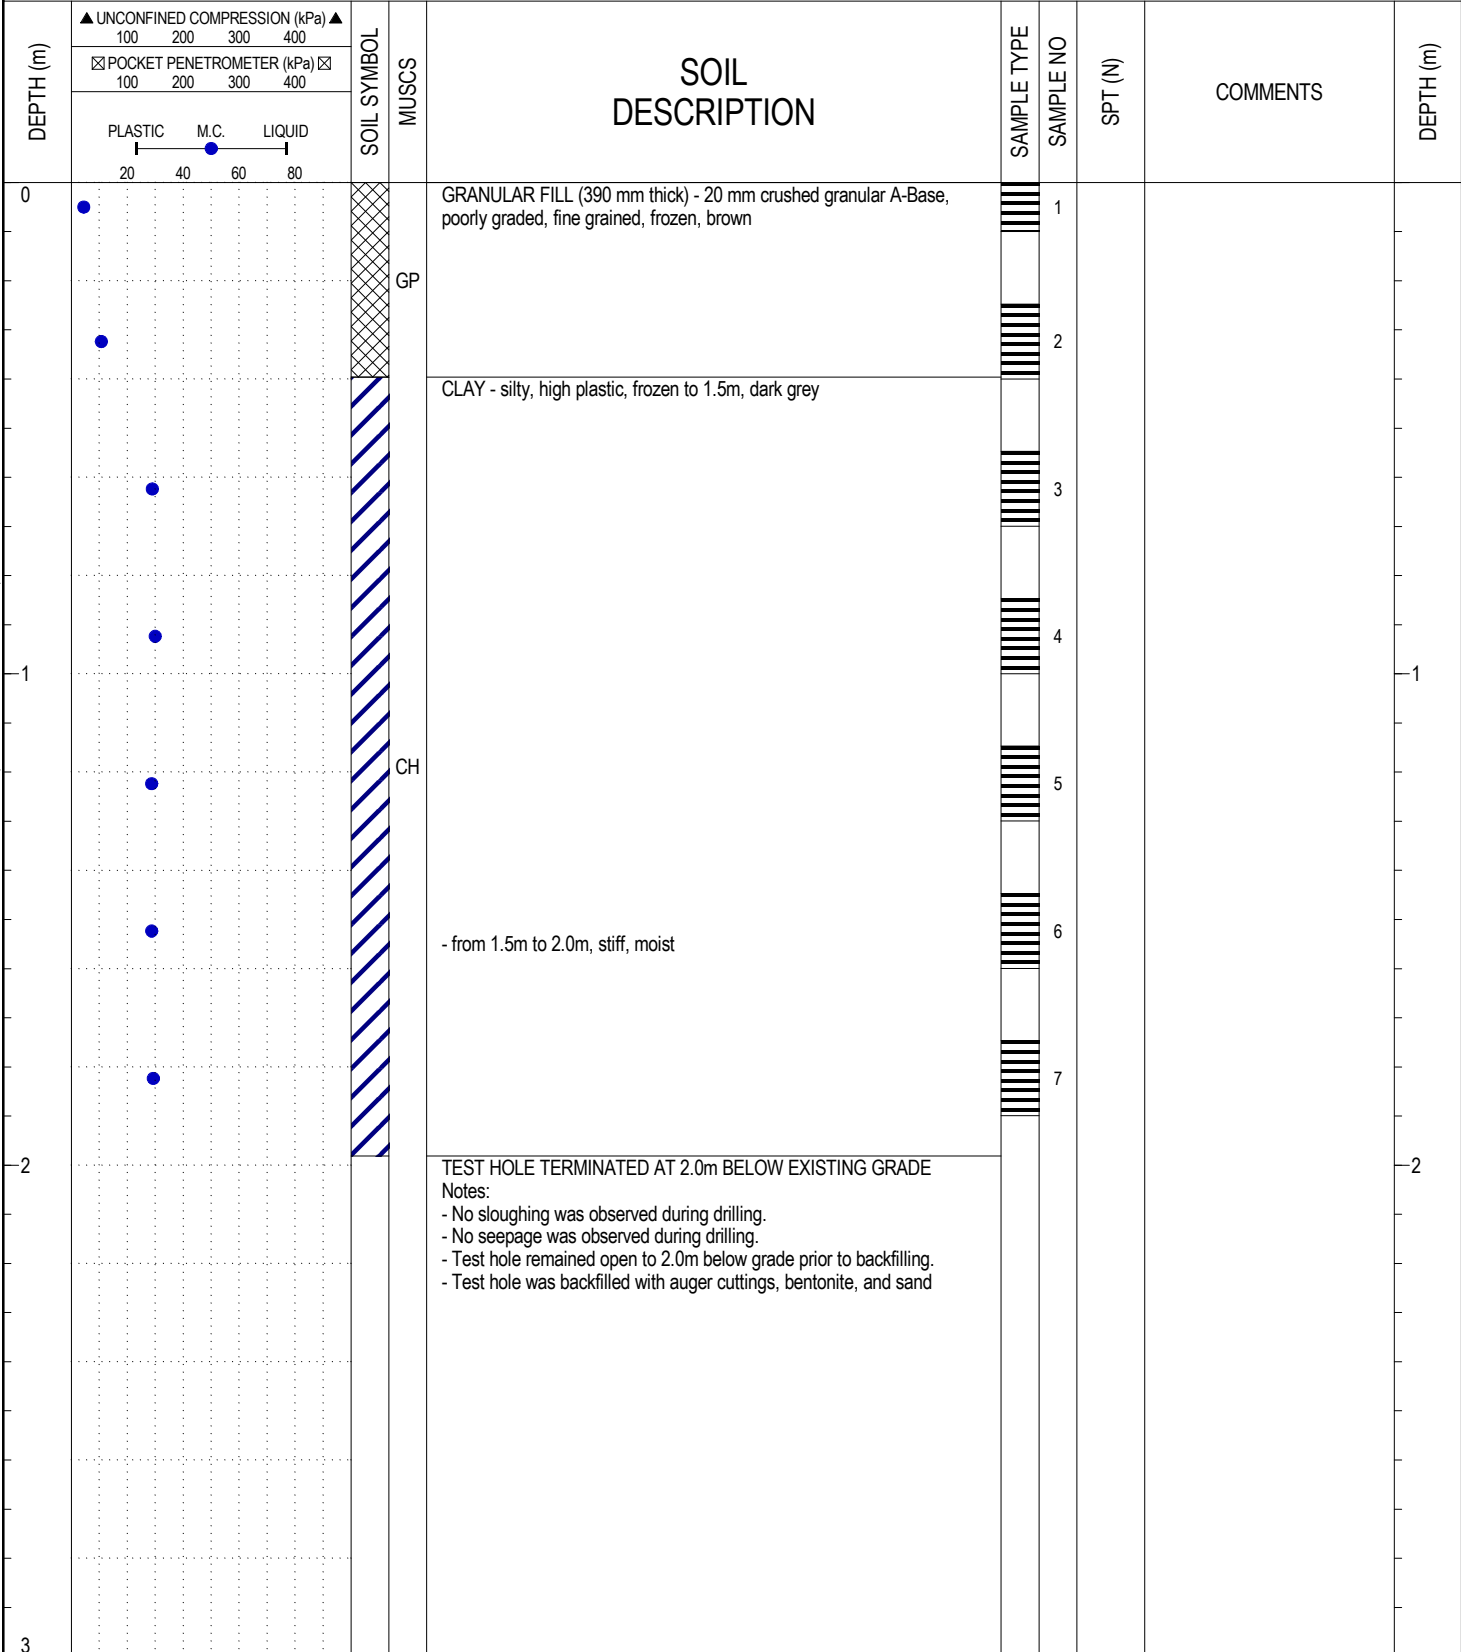 DEPTH (m)
▲ UNCONFINED COMPRESSION (kPa) ▲
100 200 300 400
☒ POCKET PENETROMETER (kPa) ☒
100 200 300 400
PLASTIC M.C. LIQUID
20 40 60 80
SOIL SYMBOL
MUSCS
SOIL
DESCRIPTION
SAMPLE TYPE
SAMPLE NO
SPT (N)
COMMENTS
DEPTH (m)
0
GRANULAR FILL (390 mm thick) - 20 mm crushed granular A-Base,
poorly graded, fine grained, frozen, brown
1
GP
2
CLAY - silty, high plastic, frozen to 1.5m, dark grey
3
4
1
1
CH
5
6
- from 1.5m to 2.0m, stiff, moist
7
2
2
TEST HOLE TERMINATED AT 2.0m BELOW EXISTING GRADE
Notes:
- No sloughing was observed during drilling.
- No seepage was observed during drilling.
- Test hole remained open to 2.0m below grade prior to backfilling.
- Test hole was backfilled with auger cuttings, bentonite, and sand
3